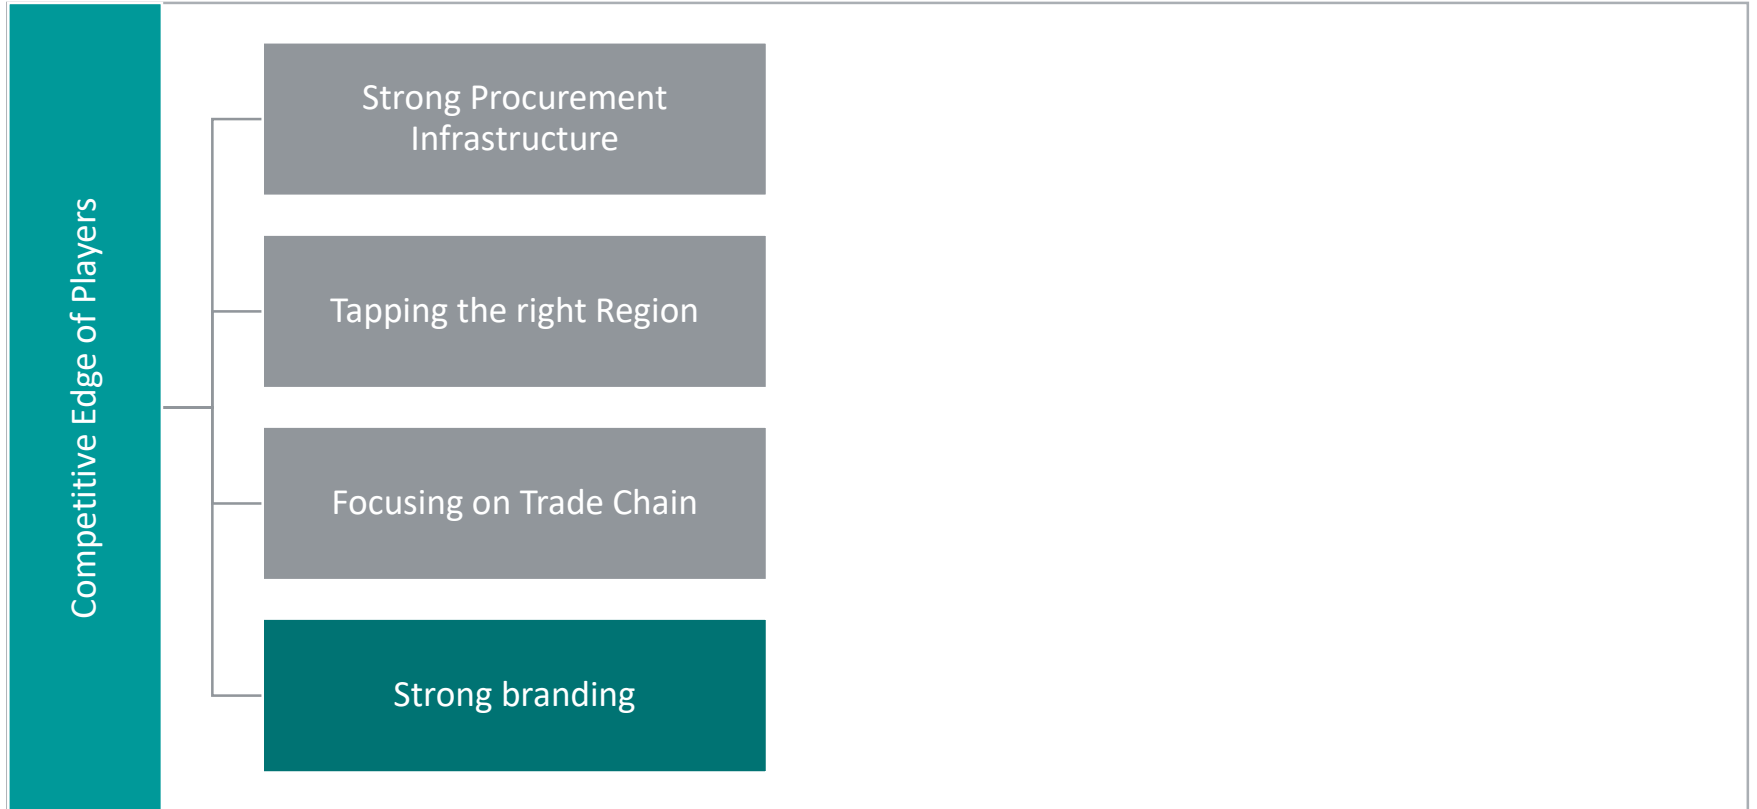 Competitive Edge of Players
Strong Procurement
Infrastructure
Tapping the right Region
Focusing on Trade Chain
Strong branding